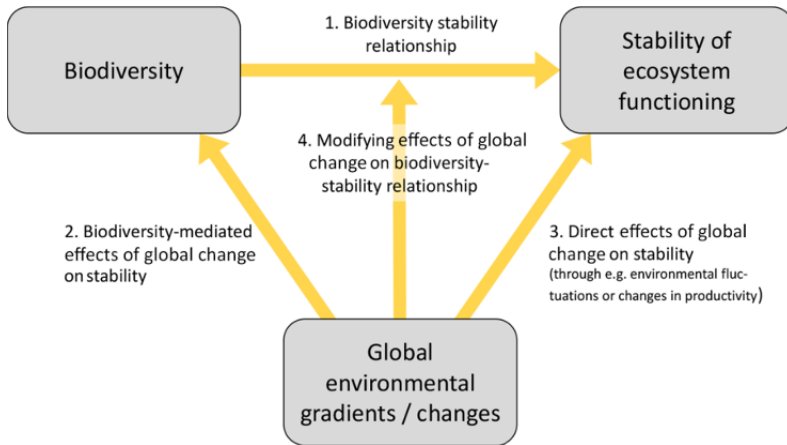 1. Biodiversity stability
relationship
Biodiversity
Stability of
ecosystem
functioning
4. Modifying effects of global
change on biodiversity-
stability relationship
2. Biodiversity-mediated
effects of global change
on stability
3. Direct effects of global
change on stability
(through e.g. environmental fluc-
tuations or changes in productivity)
Global
environmental
gradients / changes